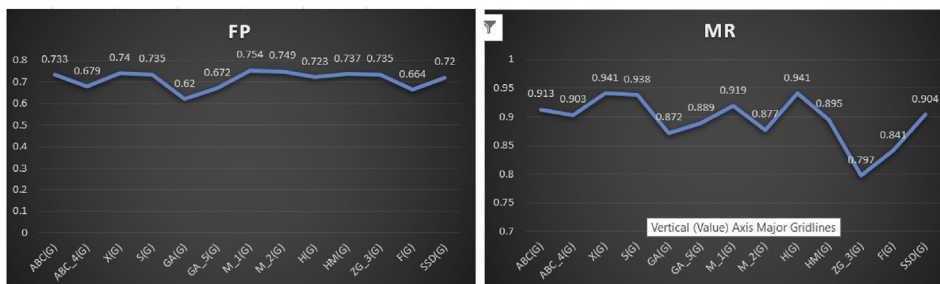 FP
0.8
0.7
0.6
0.5
0.4
0.3
0.2
0.1
0
0.733
0.679
0.74
0.735
0.62
0.672
0.754
0.749
0.723
0.737
0.735
0.664
0.72
ABC(G)
ABC_4(G)
X(G)
S(G)
GA(G)
GA_5(G)
M_1(G)
M_2(G)
H(G)
HM(G)
ZG_3(G)
F(G)
SSD(G)
MR
1
0.95
0.9
0.85
0.8
0.75
0.7
0.913
0.903
0.941
0.938
0.872
0.889
0.919
0.877
0.941
0.895
0.797
0.841
0.904
Vertical (Value) Axis Major Gridlines
ABC(G)
ABC_4(G)
X(G)
S(G)
GA(G)
GA_5(G)
M_1(G)
M_2(G)
H(G)
HM(G)
ZG_3(G)
F(G)
SSD(G)